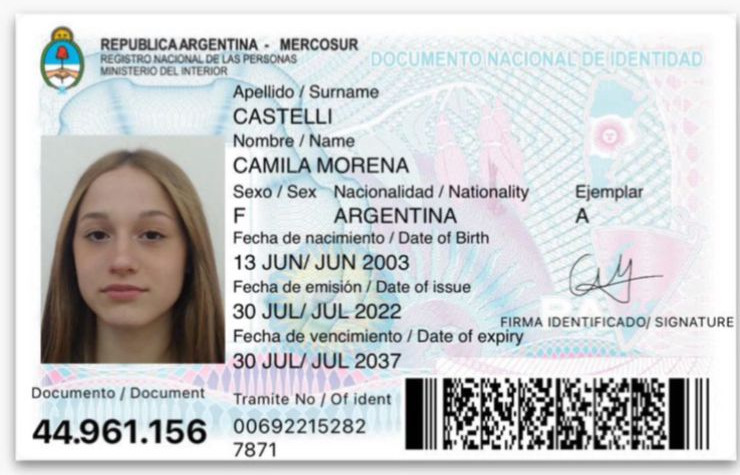 REPUBLICA ARGENTINA - MERCOSUR
REGISTRO NACIONAL DE LAS PERSONAS
MINISTERIO DEL INTERIOR
DOCUMENTO NACIONAL DE IDENTIDAD
Apellido / Surname
CASTELLI
Nombre / Name
CAMILA MORENA
Sexo / Sex Nacionalidad / Nationality Ejemplar
F ARGENTINA A
Fecha de nacimiento / Date of Birth
13 JUN/ JUN 2003
Fecha de emisión / Date of issue
30 JUL/ JUL 2022
FIRMA IDENTIFICADO/ SIGNATURE
Fecha de vencimiento / Date of expiry
30 JUL/ JUL 2037
Documento / Document
44.961.156
Tramite No / Of ident
00692215282
7871